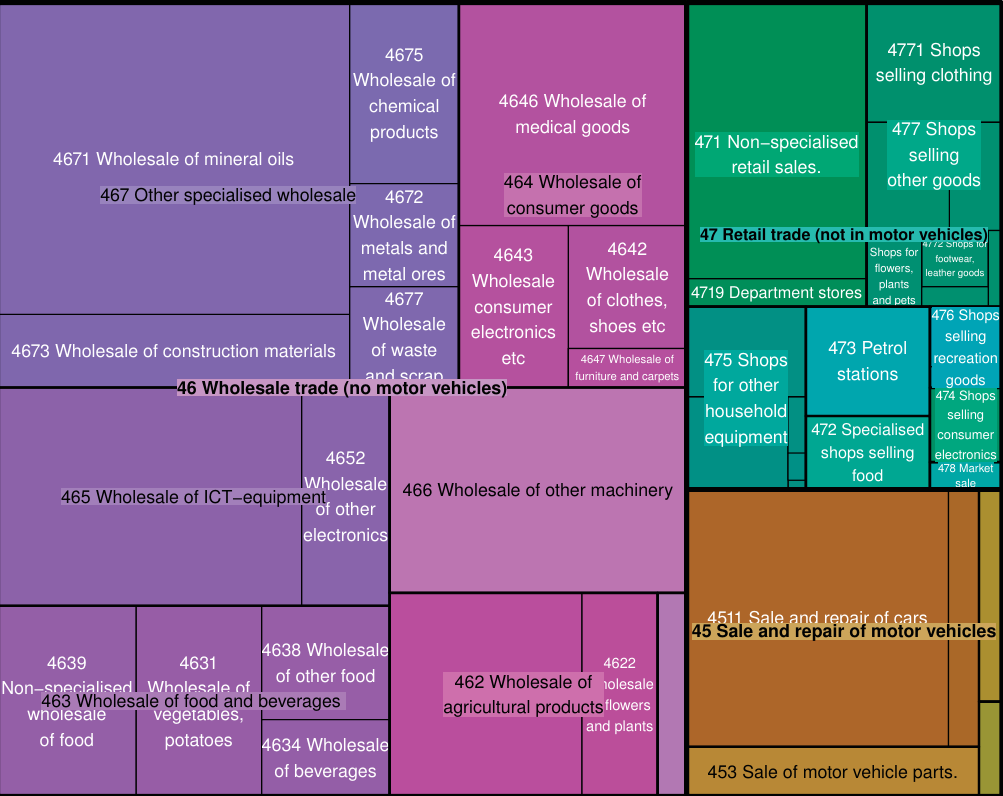 4671 Wholesale of mineral oils
467 Other specialised wholesale
4673 Wholesale of construction materials
4675
Wholesale of
chemical
products
4672
Wholesale of
metals and
metal ores
4677
Wholesale
of waste
and scrap
4646 Wholesale of
medical goods
464 Wholesale of
consumer goods
4643
Wholesale
consumer
electronics
etc
4642
Wholesale
of clothes,
shoes etc
4647 Wholesale of
furniture and carpets
46 Wholesale trade (no motor vehicles)
465 Wholesale of ICT−equipment
4652
Wholesale
of other
electronics
466 Wholesale of other machinery
4639
Non−specialised
wholesale
of food
4631
Wholesale of
vegetables,
potatoes
4638 Wholesale
of other food
463 Wholesale of food and beverages
4634 Wholesale
of beverages
462 Wholesale of
agricultural products
4622
Wholesale
of flowers
and plants
471 Non−specialised
retail sales.
4719 Department stores
4771 Shops
selling clothing
477 Shops
selling
other goods
47 Retail trade (not in motor vehicles)
Shops for
flowers,
plants
and pets
4772 Shops for
footwear,
leather goods
475 Shops
for other
household
equipment
473 Petrol
stations
472 Specialised
shops selling
food
476 Shops
selling
recreation
goods
474 Shops
selling
consumer
electronics
478 Market
sale
4511 Sale and repair of cars
45 Sale and repair of motor vehicles
453 Sale of motor vehicle parts.